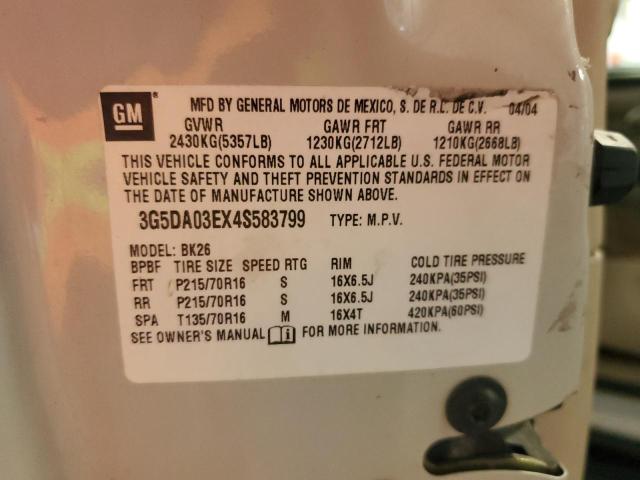 GM ® MFD BY GENERAL MOTORS DE MEXICO, S. DE R.L. DE C.V. 04/04
GVWR GAWR FRT GAWR RR
2430KG(5357LB) 1230KG(2712LB) 1210KG(2668LB)
THIS VEHICLE CONFORMS TO ALL APPLICABLE U.S. FEDERAL MOTOR
VEHICLE SAFETY AND THEFT PREVENTION STANDARDS IN EFFECT ON
THE DATE OF MANUFACTURE SHOWN ABOVE.
3G5DA03EX4S583799 TYPE: M.P.V.
MODEL: BK26
BPBF TIRE SIZE SPEED RTG RIM COLD TIRE PRESSURE
FRT P215/70R16 S 16X6.5J 240KPA(35PSI)
RR P215/70R16 S 16X6.5J 240KPA(35PSI)
SPA T135/70R16 M 16X4T 420KPA(60PSI)
SEE OWNER'S MANUAL FOR MORE INFORMATION.